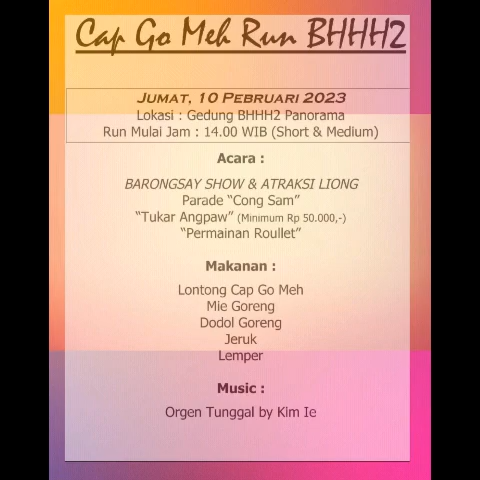 Cap Go Meh Run BHHH2
JUMAT, 10 PEBRUARI 2023
Lokasi : Gedung BHHH2 Panorama
Run Mulai Jam : 14.00 WIB (Short & Medium)
Acara :
BARONGSAY SHOW & ATRAKSI LIONG
Parade “Cong Sam”
“Tukar Angpaw” (Minimum Rp 50.000,-)
“Permainan Roullet”
Makanan :
Lontong Cap Go Meh
Mie Goreng
Dodol Goreng
Jeruk
Lemper
Music :
Orgen Tunggal by Kim Ie